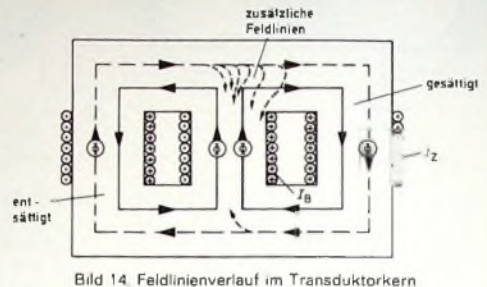 zusätzliche
Feldlinien
gesättigt
ent-
sättigt
I_B
I_Z
Φ Φ Φ Φ
Bild 14. Feldlinienverlauf im Transduktorkern